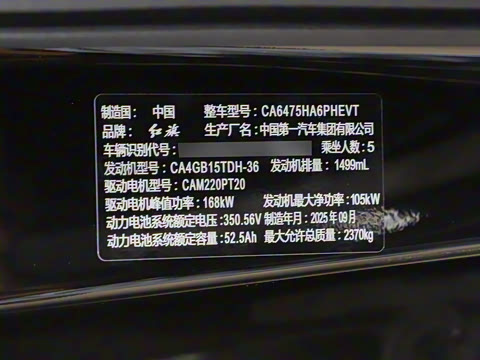 制造国： 中国 整车型号：CA6475HA6PHEVT
品牌：红旗 生产厂名：中国第一汽车集团有限公司
车辆识别代号： 乘坐人数：5
发动机型号：CA4GB15TDH-36 发动机排量：1499mL
驱动电机型号：CAM220PT20
驱动电机峰值功率：168kW 发动机最大净功率：105kW
动力电池系统额定电压：350.56V 制造年月：2025年09月
动力电池系统额定容量：52.5Ah 最大允许总质量：2370kg